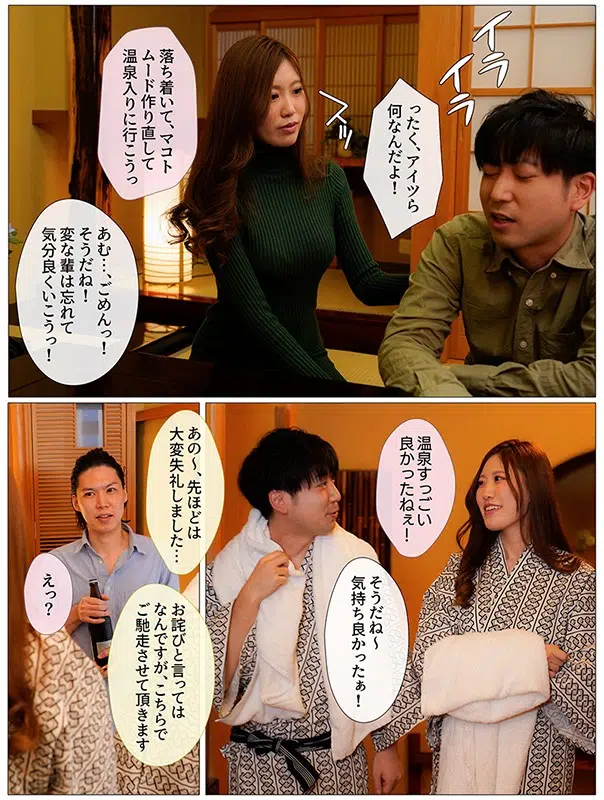 イラ
イラ
ったく、アイツら
何なんだよ！
スッ
落ち着いて、マコト
ムード作り直して
温泉入りに行こうっ
あむ…、ごめんっ！
そうだね！
変な輩は忘れて
気分良くいこうっ！
温泉すっごい
良かったねぇ！
そうだね〜
気持ち良かったぁ！
あの〜、先ほどは
大変失礼しました…
えっ？
お詫びと言っては
なんですが、こちらで
ご馳走させて頂きます